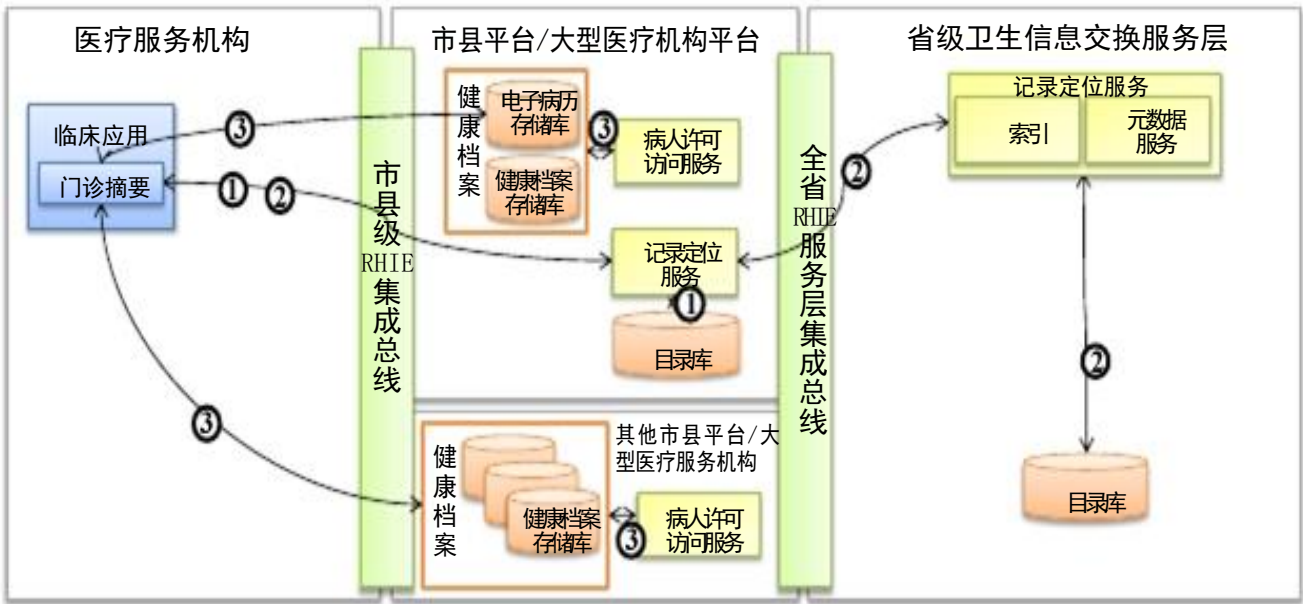 医疗服务机构
临床应用
门诊摘要
③
①
②
③
市
县
级
RHIE
集
成
总
线
市县平台/大型医疗机构平台
健
康
档
案
电子病历
存储库
健康档案
存储库
③
病人许可
访问服务
记录定位
服务
①
目录库
其他市县平台/大
型医疗服务机构
健
康
档
案
健康档案
存储库
③
病人许可
访问服务
全
省
RHIE
服
务
层
集
成
总
线
②
省级卫生信息交换服务层
记录定位服务
索引
元数据
服务
②
目录库